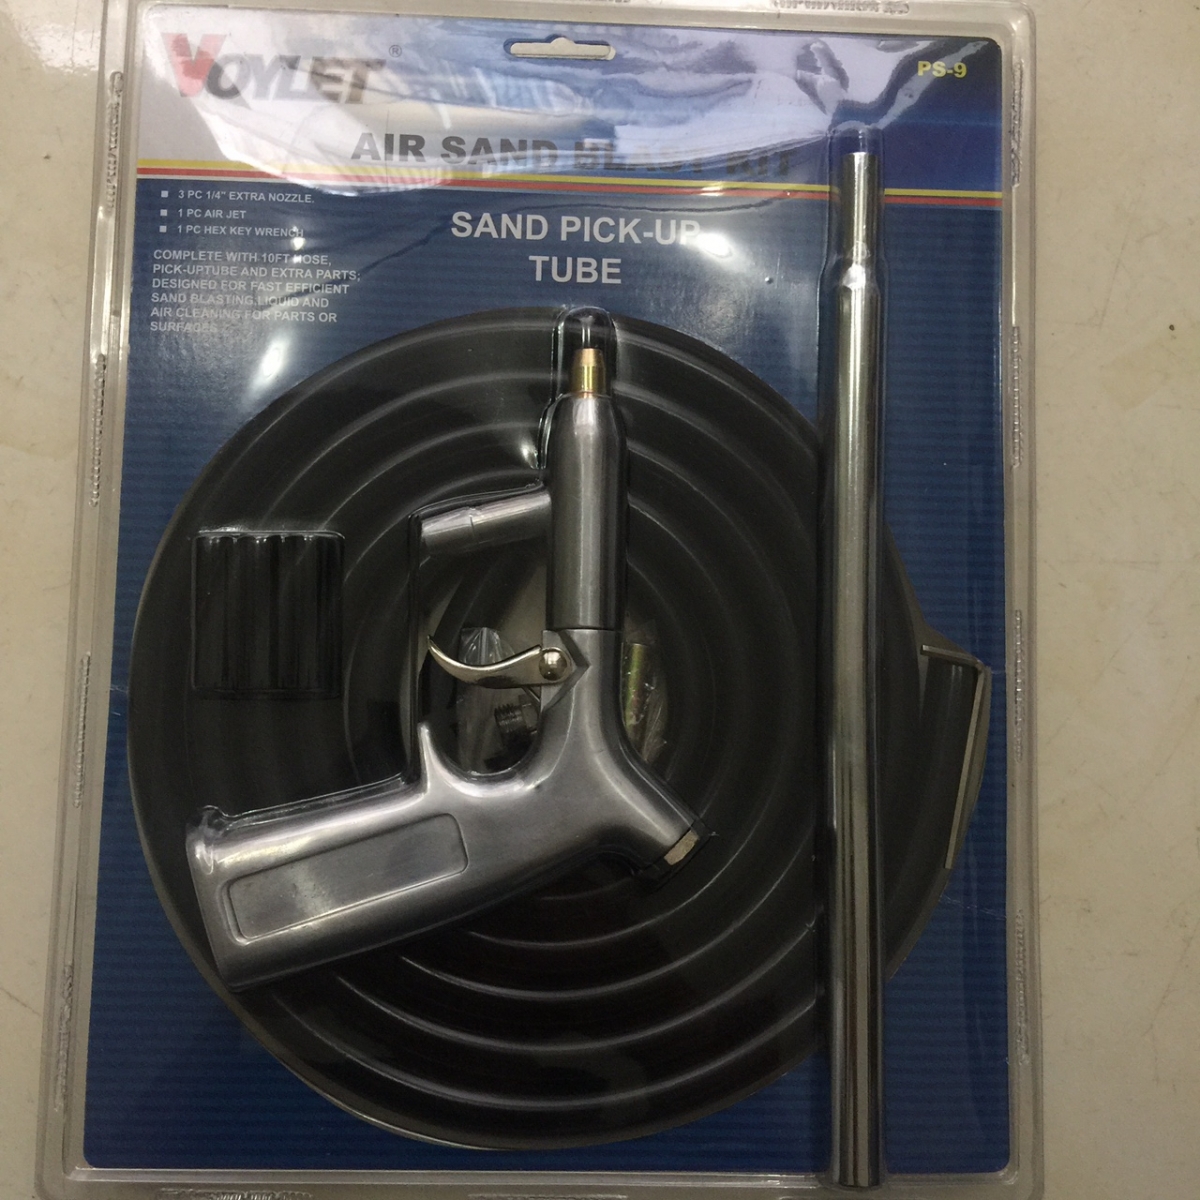 VOYLET®
PS-9
AIR SAND BLAST KIT
3 PC 1/4" EXTRA NOZZLE.
1 PC AIR JET
1 PC HEX KEY WRENCH
COMPLETE WITH 10FT HOSE,
PICK-UPTUBE AND EXTRA PARTS;
DESIGNED FOR FAST EFFICIENT
SAND BLASTING,LIQUID AND
AIR CLEANING FOR PARTS OR
SURFACES
SAND PICK-UP
TUBE